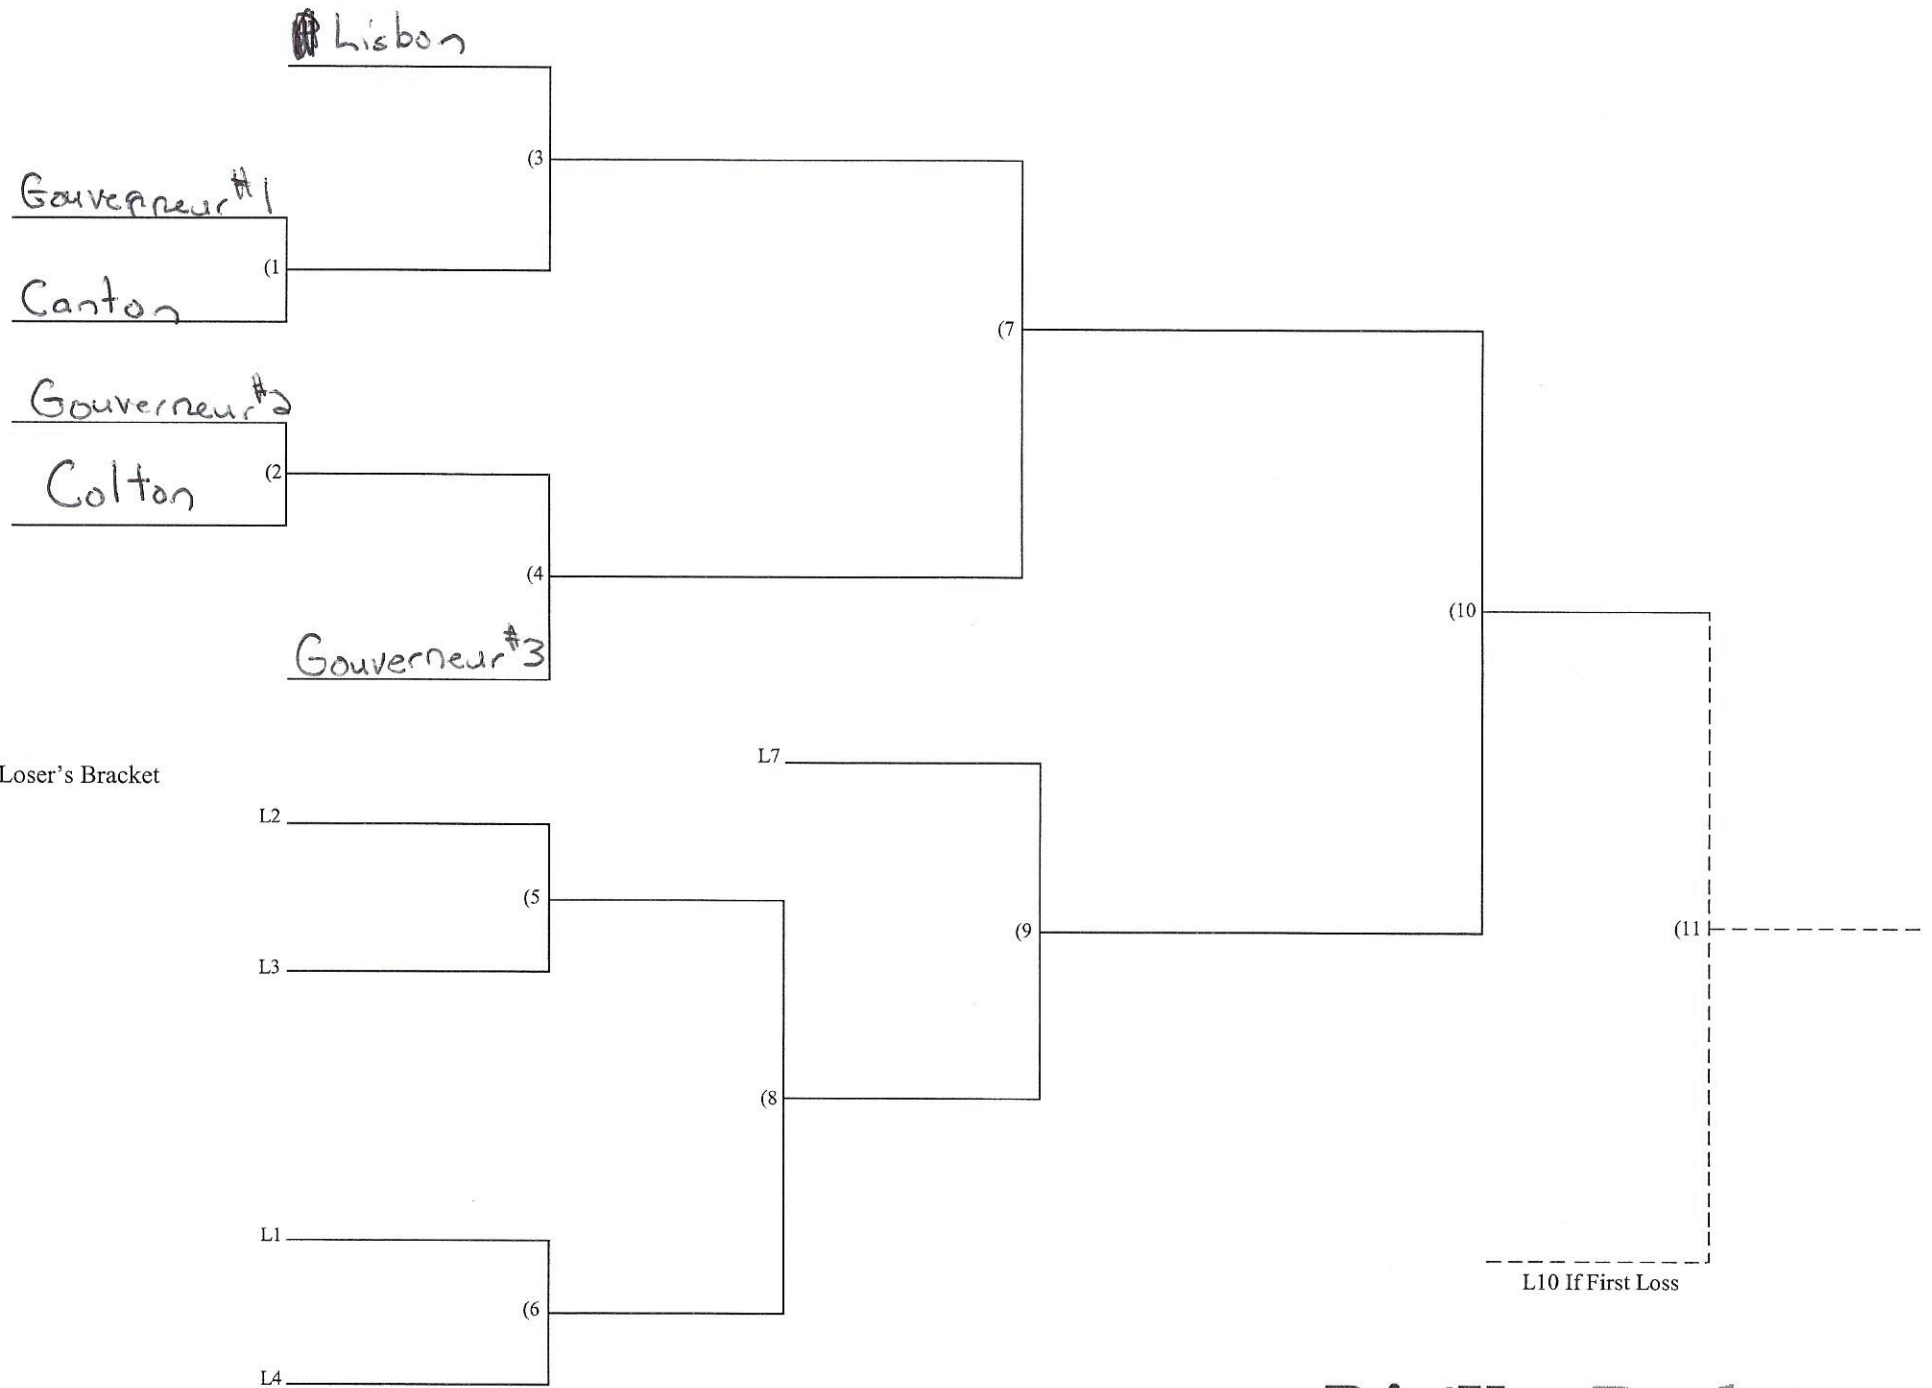 Lisbon
(3
Gouverneur #1
(1
Canton
(7
Gouverneur #2
(2
Colton
(4
(10
Gouverneur #3
L7
Loser's Bracket
L2
(5
(9
(11
L3
(8
L1
L10 If First Loss
(6
L4